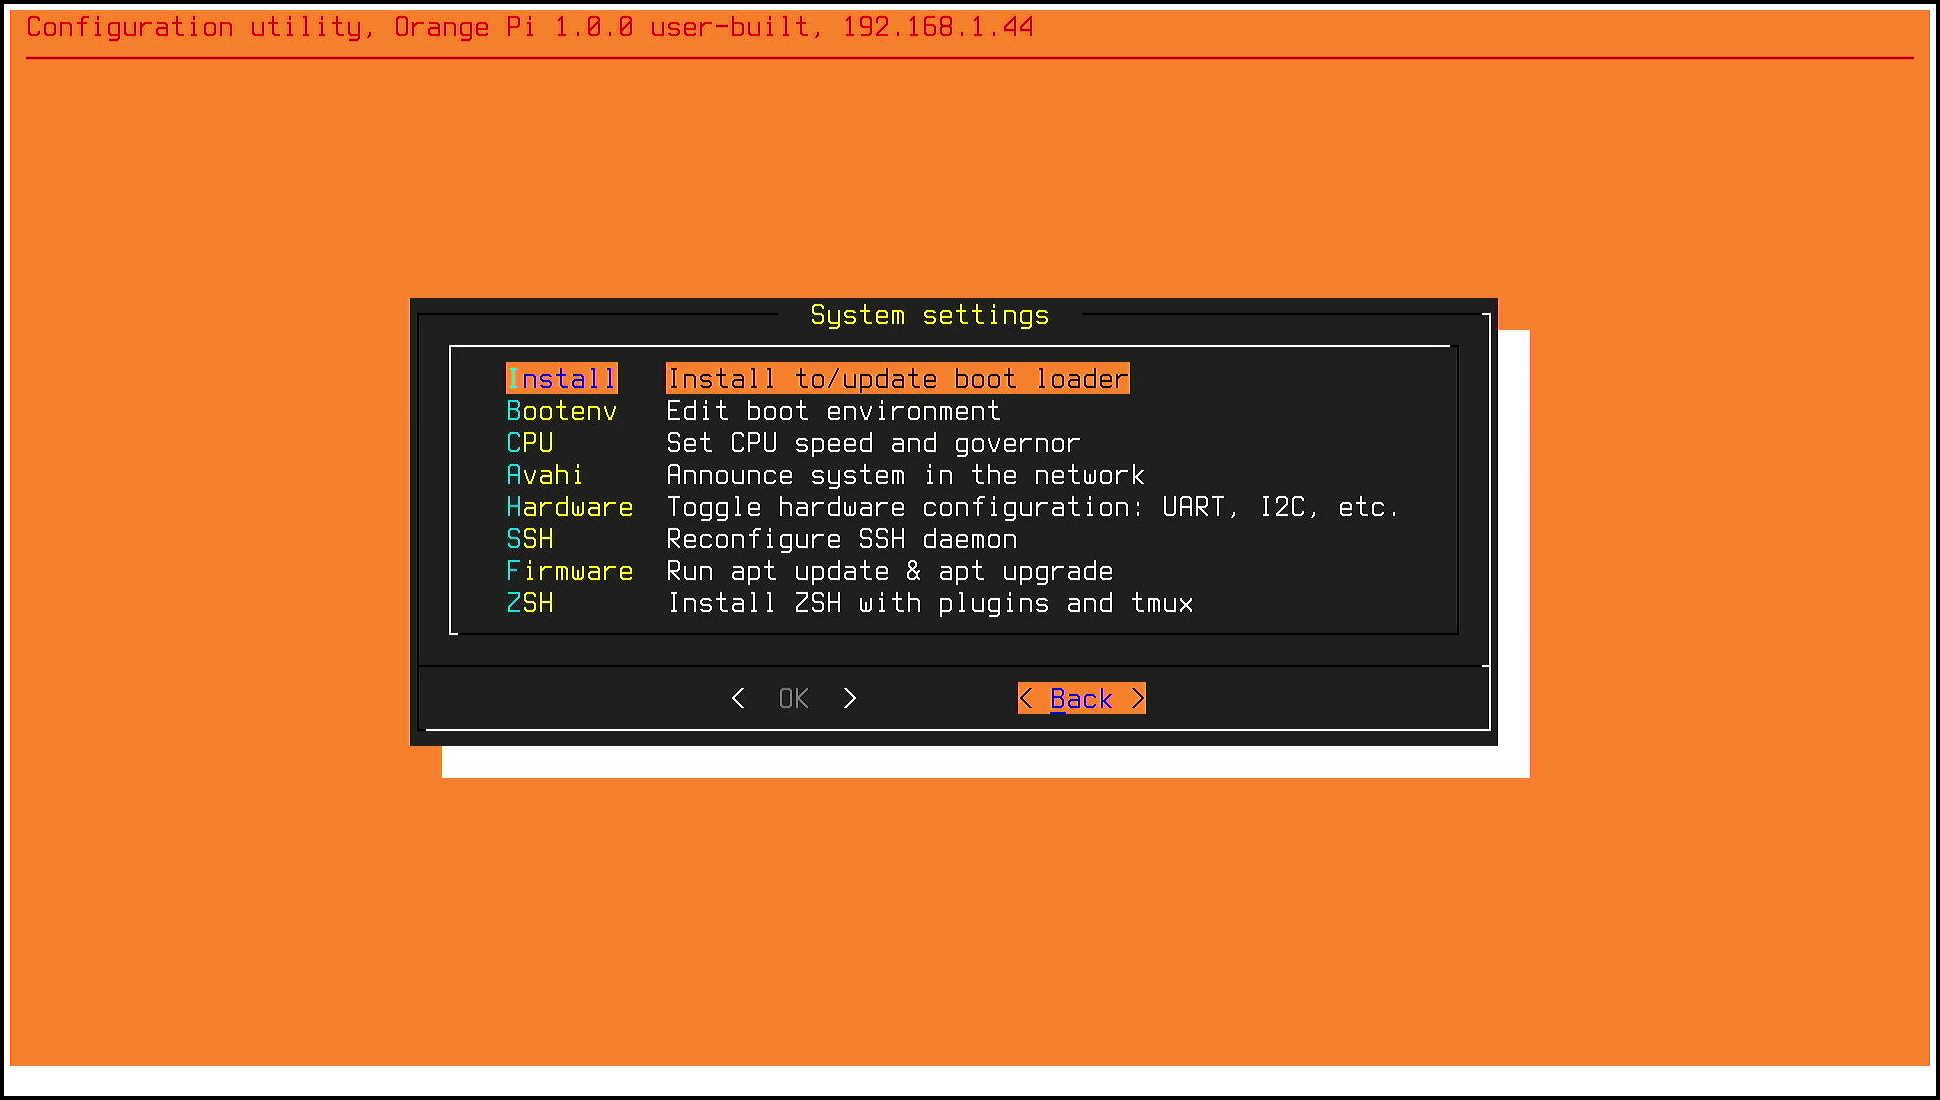 Configuration utility, Orange Pi 1.0.0 user-built, 192.168.1.44
System settings
Install Install to/update boot loader
Bootenv Edit boot environment
CPU Set CPU speed and governor
Avahi Announce system in the network
Hardware Toggle hardware configuration: UART, I2C, etc.
SSH Reconfigure SSH daemon
Firmware Run apt update & apt upgrade
ZSH Install ZSH with plugins and tmux
< OK > < Back >